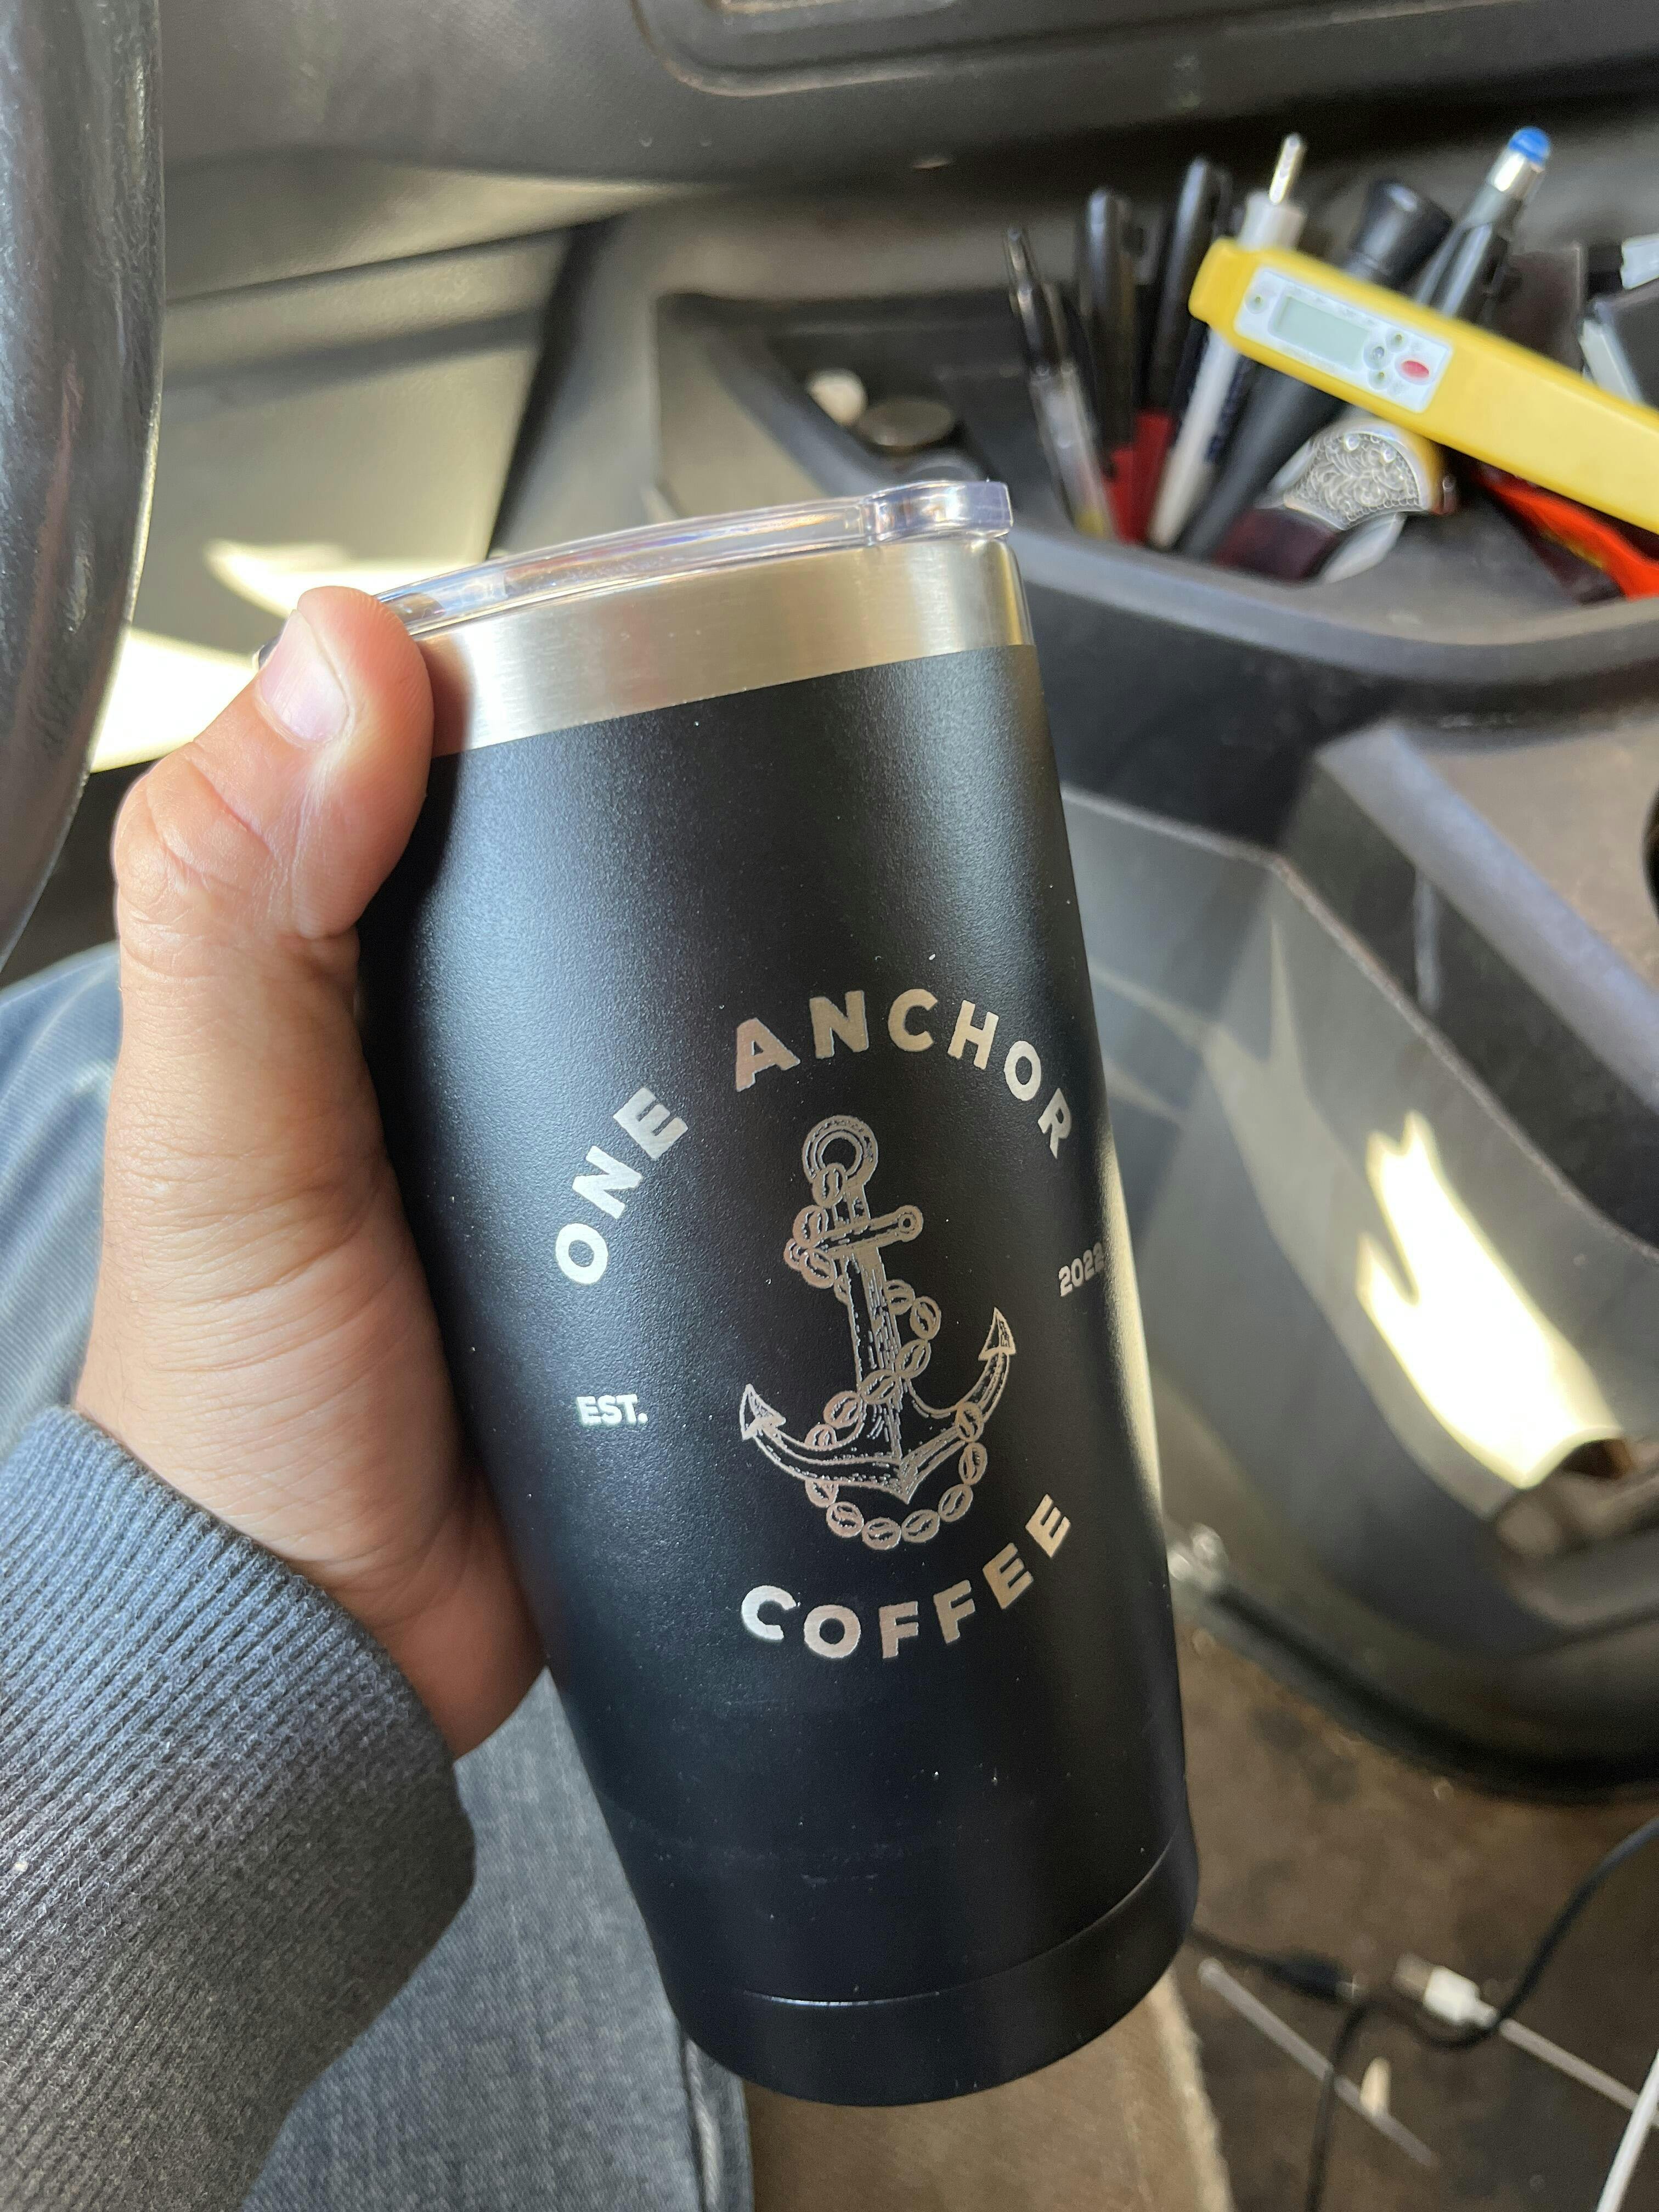 ONE ANCHOR
EST.
2022
COFFEE